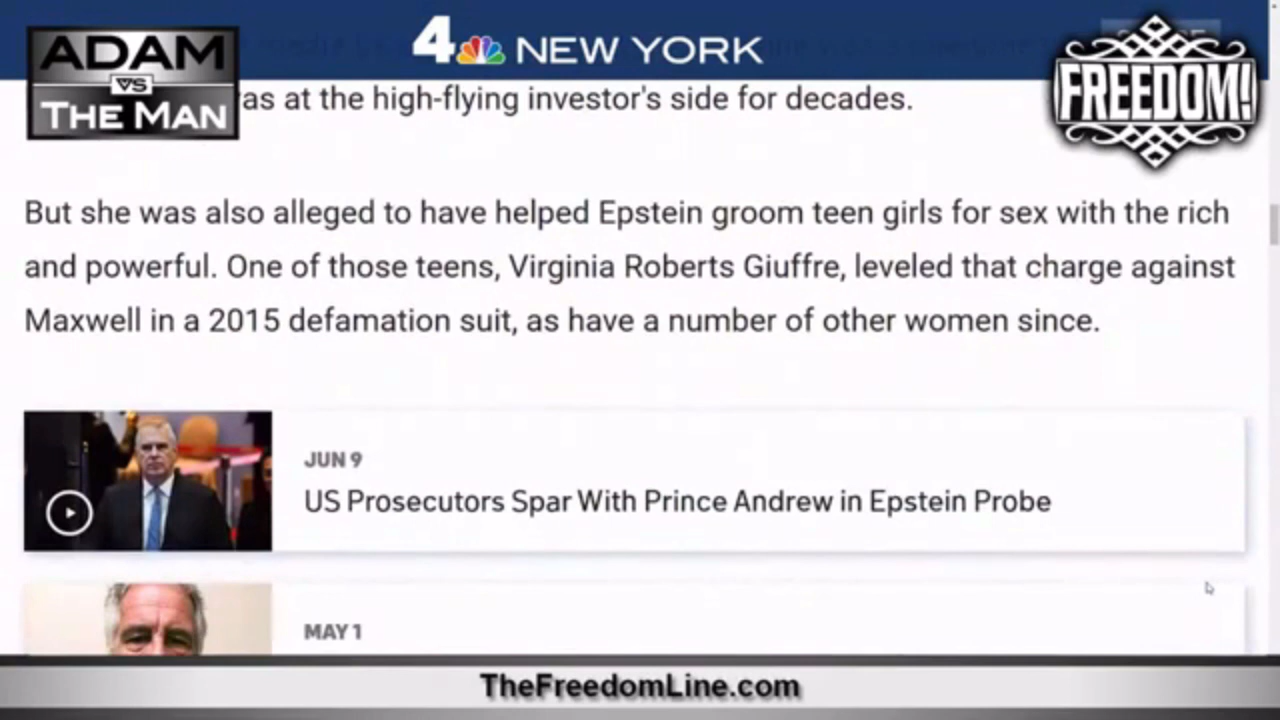 ADAM
VS
THE MAN
4 NEW YORK
FREEDOM!
as at the high-flying investor's side for decades.
But she was also alleged to have helped Epstein groom teen girls for sex with the rich
and powerful. One of those teens, Virginia Roberts Giuffre, leveled that charge against
Maxwell in a 2015 defamation suit, as have a number of other women since.
JUN 9
US Prosecutors Spar With Prince Andrew in Epstein Probe
MAY 1
TheFreedomLine.com